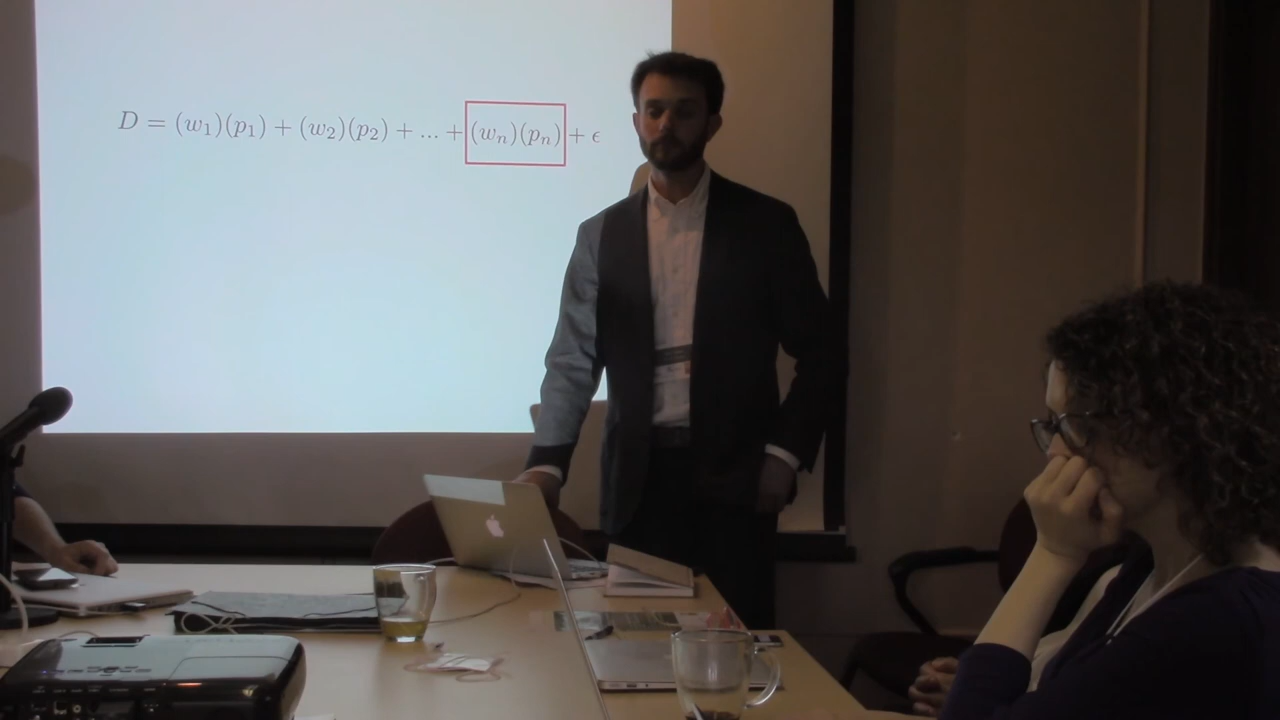 D = (w₁)(p₁) + (w₂)(p₂) + ... + (wₙ)(pₙ) + ϵ